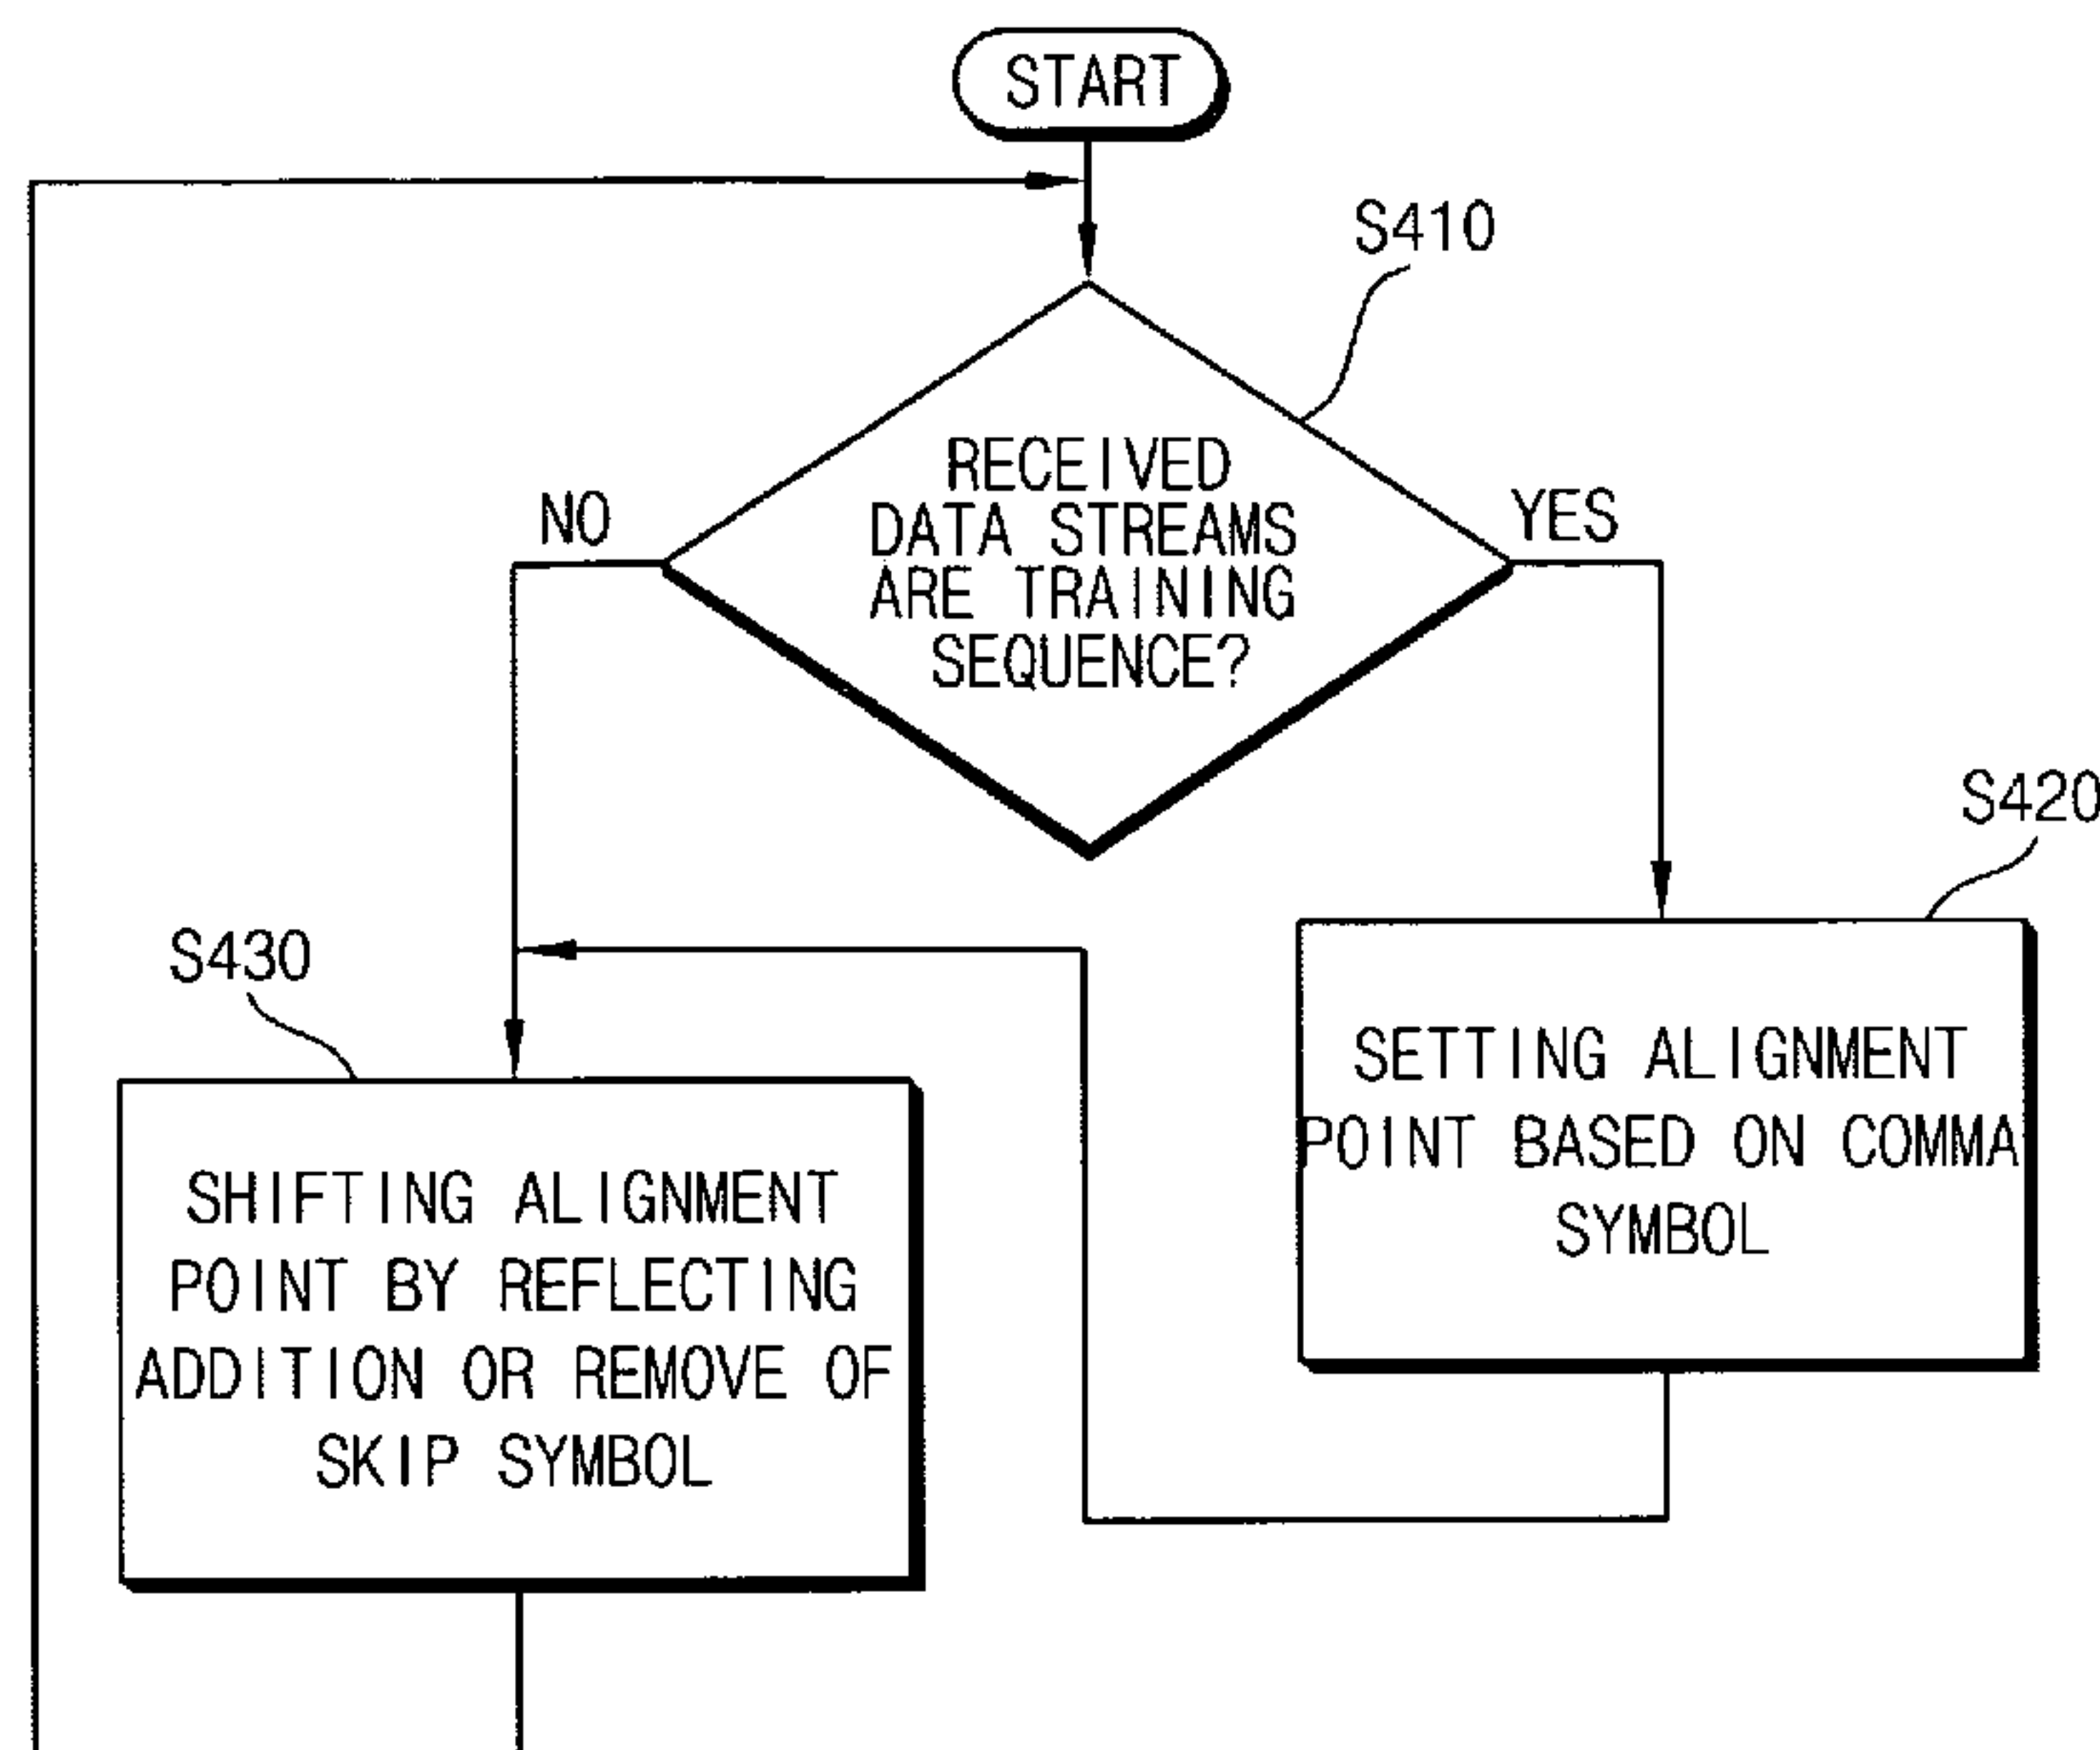 START
S410
RECEIVED
DATA STREAMS
ARE TRAINING
SEQUENCE?
NO
YES
S420
SETTING ALIGNMENT
POINT BASED ON COMMA
SYMBOL
S430
SHIFTING ALIGNMENT
POINT BY REFLECTING
ADDITION OR REMOVE OF
SKIP SYMBOL